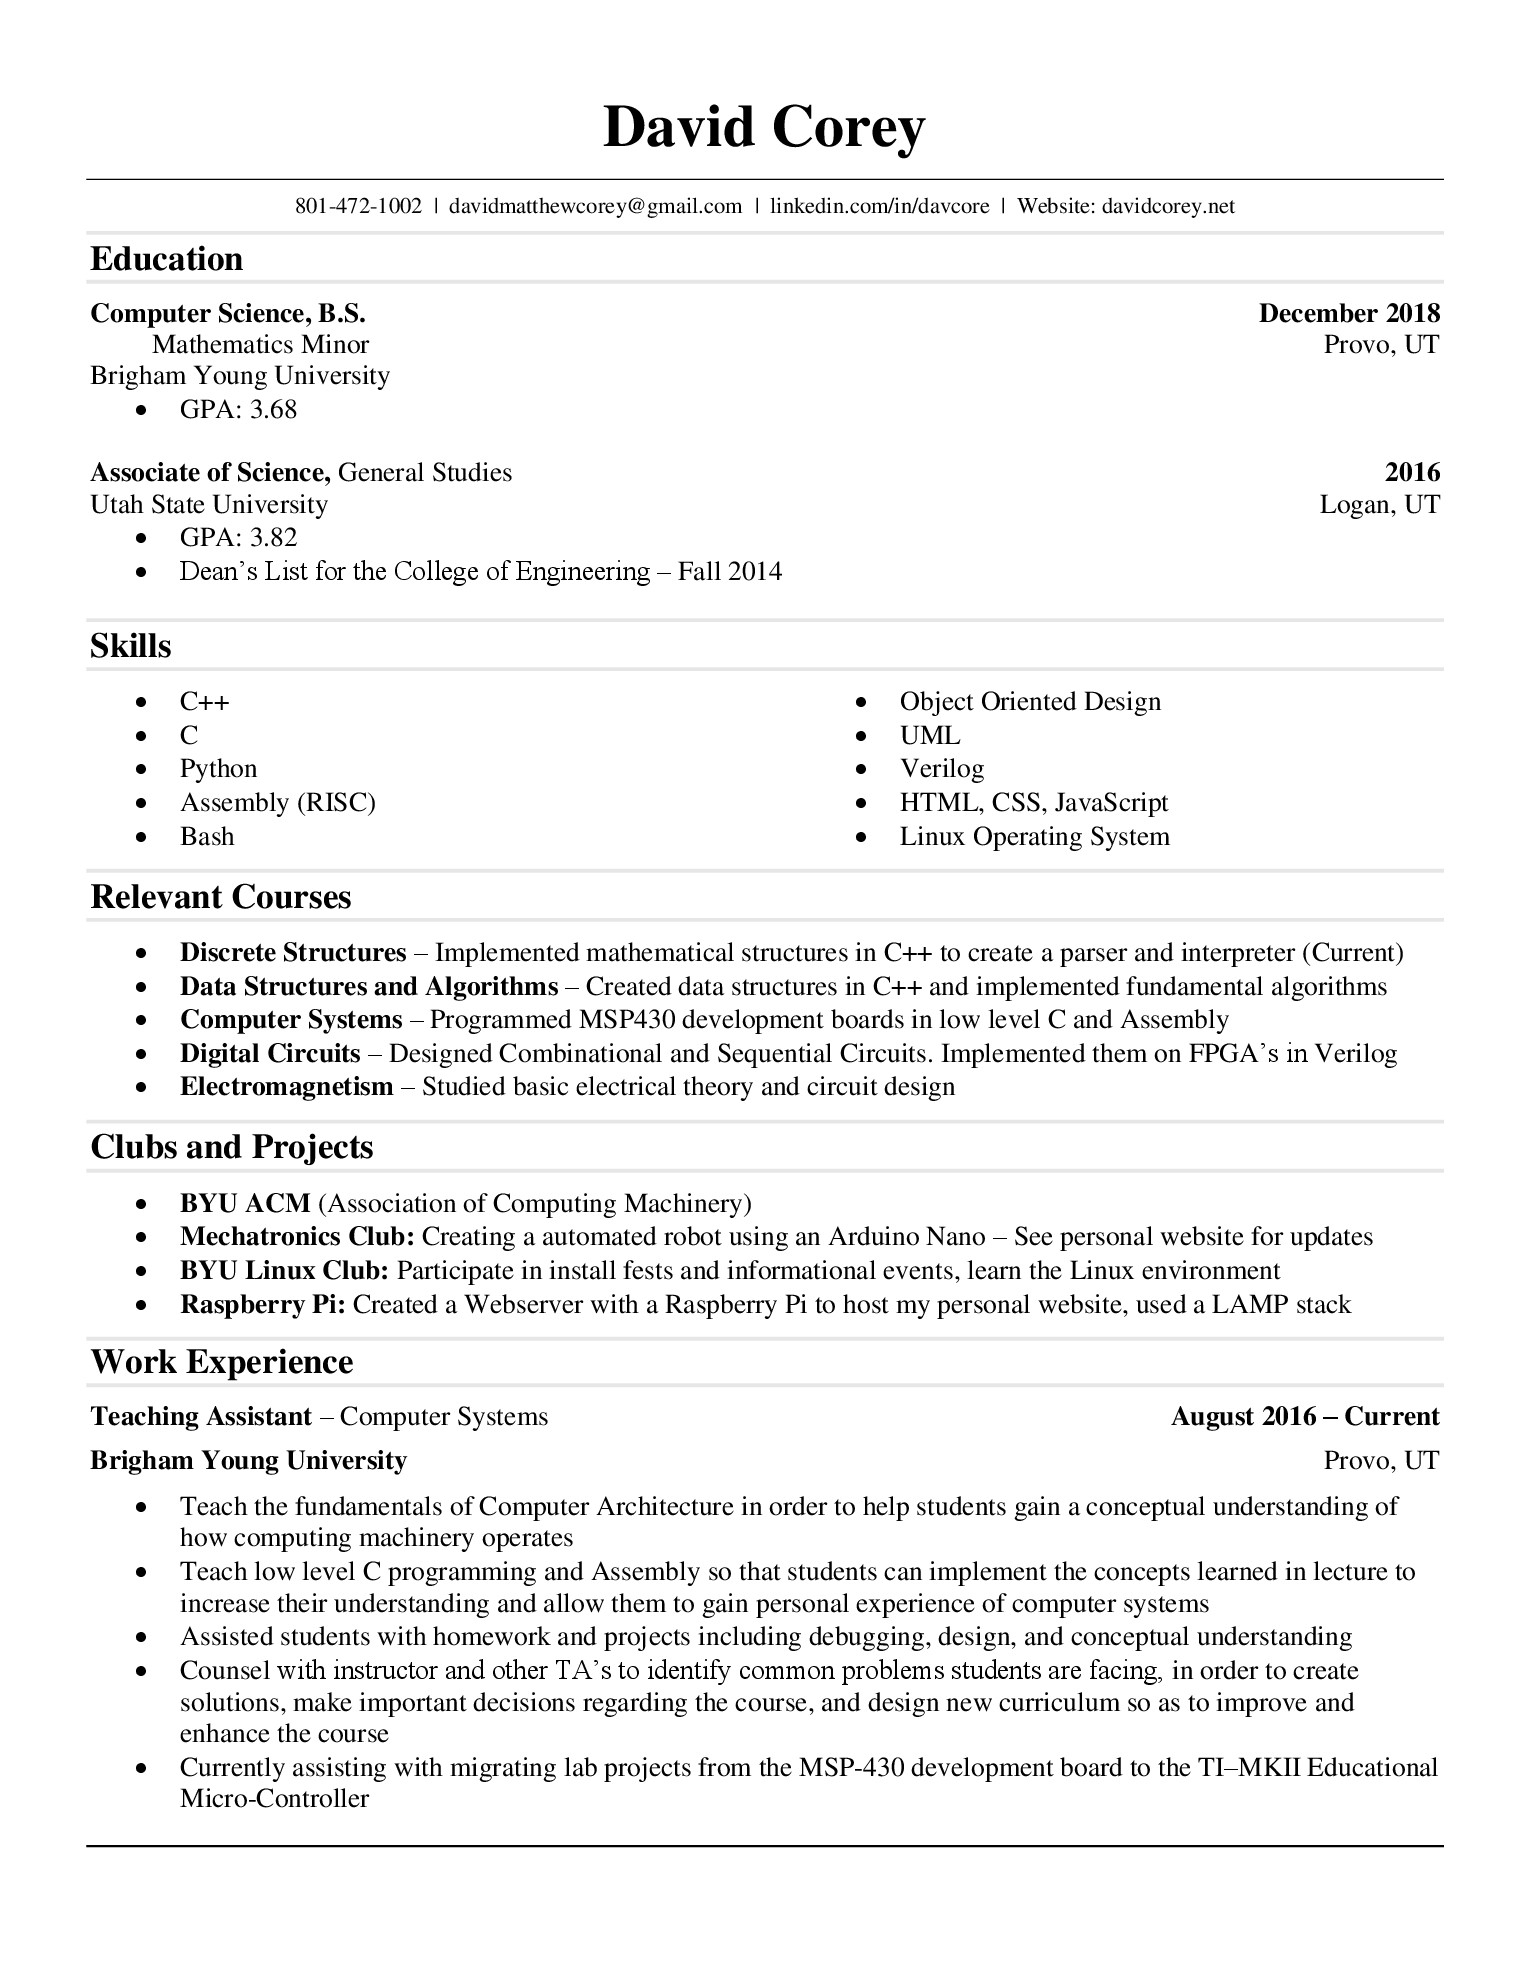 David Corey
801-472-1002 | davidmatthewcorey@gmail.com | linkedin.com/in/davcore | Website: davidcorey.net
Education
Computer Science, B.S. December 2018
Mathematics Minor Provo, UT
Brigham Young University
• GPA: 3.68
Associate of Science, General Studies 2016
Utah State University Logan, UT
• GPA: 3.82
• Dean’s List for the College of Engineering – Fall 2014
Skills
• C++
• C
• Python
• Assembly (RISC)
• Bash
• Object Oriented Design
• UML
• Verilog
• HTML, CSS, JavaScript
• Linux Operating System
Relevant Courses
• Discrete Structures – Implemented mathematical structures in C++ to create a parser and interpreter (Current)
• Data Structures and Algorithms – Created data structures in C++ and implemented fundamental algorithms
• Computer Systems – Programmed MSP430 development boards in low level C and Assembly
• Digital Circuits – Designed Combinational and Sequential Circuits. Implemented them on FPGA’s in Verilog
• Electromagnetism – Studied basic electrical theory and circuit design
Clubs and Projects
• BYU ACM (Association of Computing Machinery)
• Mechatronics Club: Creating a automated robot using an Arduino Nano – See personal website for updates
• BYU Linux Club: Participate in install fests and informational events, learn the Linux environment
• Raspberry Pi: Created a Webserver with a Raspberry Pi to host my personal website, used a LAMP stack
Work Experience
Teaching Assistant – Computer Systems August 2016 – Current
Brigham Young University Provo, UT
• Teach the fundamentals of Computer Architecture in order to help students gain a conceptual understanding of
how computing machinery operates
• Teach low level C programming and Assembly so that students can implement the concepts learned in lecture to
increase their understanding and allow them to gain personal experience of computer systems
• Assisted students with homework and projects including debugging, design, and conceptual understanding
• Counsel with instructor and other TA’s to identify common problems students are facing, in order to create
solutions, make important decisions regarding the course, and design new curriculum so as to improve and
enhance the course
• Currently assisting with migrating lab projects from the MSP-430 development board to the TI–MKII Educational
Micro-Controller